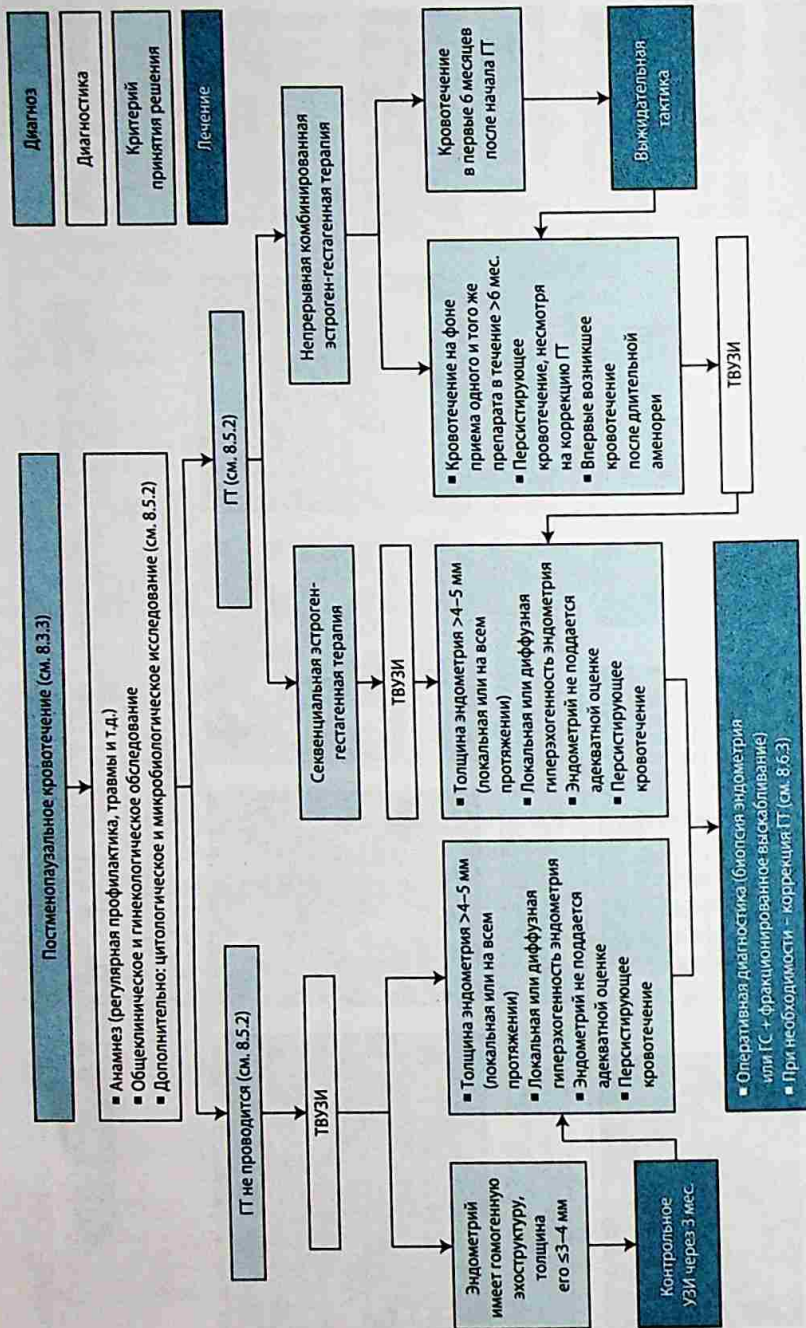 Диагноз
Диагностика
Критерий
принятия решения
Лечение
Постменопаузальное кровотечение (см. 8.3.3)
▪ Анамнез (регулярная профилактика, травмы и т.д.)
▪ Общеклиническое и гинекологическое обследование
▪ Дополнительно: цитологическое и микробиологическое исследование (см. 8.5.2)
ГТ не проводится (см. 8.5.2)
ГТ (см. 8.5.2)
ТВУЗИ
Секвенциальная эстроген-
гестагенная терапия
Непрерывная комбинированная
эстроген-гестагенная терапия
ТВУЗИ
Эндометрий
имеет гомогенную
эхоструктуру,
толщина
его ≤3–4 мм
▪ Толщина эндометрия >4–5 мм
(локальная или на всем
протяжении)
▪ Локальная или диффузная
гиперэхогенность эндометрия
▪ Эндометрий не поддается
адекватной оценке
▪ Персистирующее
кровотечение
▪ Толщина эндометрия >4–5 мм
(локальная или на всем
протяжении)
▪ Локальная или диффузная
гиперэхогенность эндометрия
▪ Эндометрий не поддается
адекватной оценке
▪ Персистирующее
кровотечение
▪ Кровотечение на фоне
приема одного и того же
препарата в течение >6 мес.
▪ Персистирующее
кровотечение, несмотря
на коррекцию ГТ
▪ Впервые возникшее
кровотечение
после длительной
аменореи
Кровотечение
в первые 6 месяцев
после начала ГТ
Контрольное
УЗИ через 3 мес.
ТВУЗИ
Выжидательная
тактика
▪ Оперативная диагностика (биопсия эндометрия
или ГС + фракционированное выскабливание)
▪ При необходимости – коррекция ГТ (см. 8.6.3)